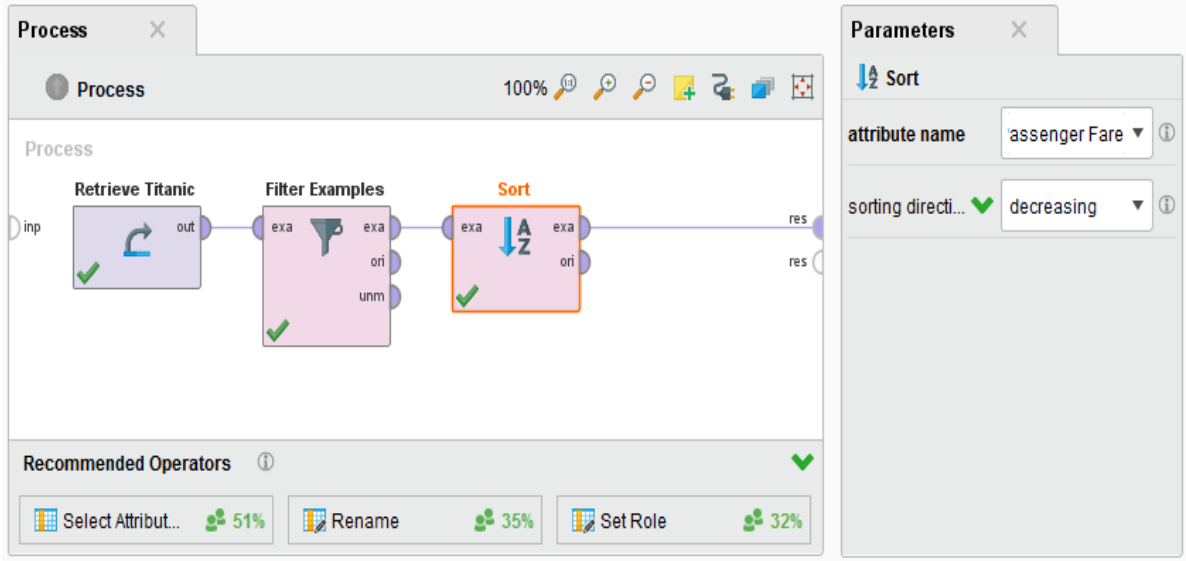 Process
Process
100%
Process
Retrieve Titanic
Filter Examples
Sort
inp
out
exa
exa
ori
unm
exa
exa
ori
res
res
A
Z
Recommended Operators
Select Attribut... 51%
Rename 35%
Set Role 32%
Parameters
Sort
attribute name
assenger Fare
sorting directi...
decreasing